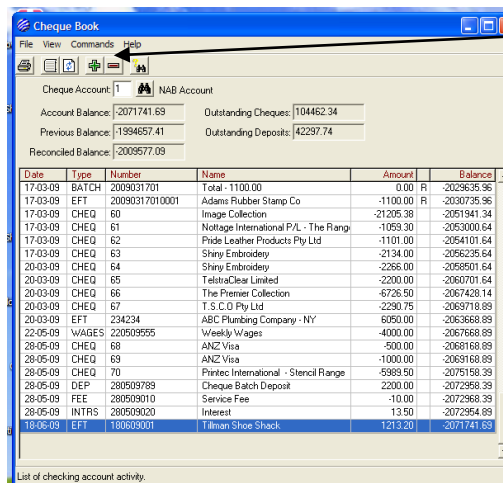 Cheque Book
File View Commands Help
Cheque Account: 1 NAB Account
Account Balance: -2071741.69 Outstanding Cheques: 104462.34
Previous Balance: -1994657.41 Outstanding Deposits: 42297.74
Reconciled Balance: -2009577.09
Date Type Number Name Amount Balance
17-03-09 BATCH 2009031701 Total - 1100.00 0.00 R -2029635.96
17-03-09 EFT 20090317010001 Adams Rubber Stamp Co -1100.00 R -2030735.96
17-03-09 CHEQ 60 Image Collection -21205.38 -2051941.34
17-03-09 CHEQ 61 Nottage International P/L - The Rang -1059.30 -2053000.64
17-03-09 CHEQ 62 Pride Leather Products Pty Ltd -1101.00 -2054101.64
17-03-09 CHEQ 63 Shiny Embroidery -2134.00 -2056235.64
20-03-09 CHEQ 64 Shiny Embroidery -2266.00 -2058501.64
20-03-09 CHEQ 65 TelstraClear Limited -2200.00 -2060701.64
20-03-09 CHEQ 66 The Premier Collection -6726.50 -2067428.14
20-03-09 CHEQ 67 T.S.C.O Pty Ltd -2290.75 -2069718.89
20-03-09 EFT 234234 ABC Plumbing Company - NY 6050.00 -2063668.89
22-05-09 WAGES 220509555 Weekly Wages -4000.00 -2067668.89
28-05-09 CHEQ 68 ANZ Visa -500.00 -2068168.89
28-05-09 CHEQ 69 ANZ Visa -1000.00 -2069168.89
28-05-09 CHEQ 70 Printec International - Stencil Range -5989.50 -2075158.39
28-05-09 DEP 280509789 Cheque Batch Deposit 2200.00 -2072958.39
28-05-09 FEE 280509010 Service Fee -10.00 -2072968.39
28-05-09 INTRS 280509020 Interest 13.50 -2072954.89
18-06-09 EFT 180609001 Tillman Shoe Shack 1213.20 -2071741.69
List of checking account activity.